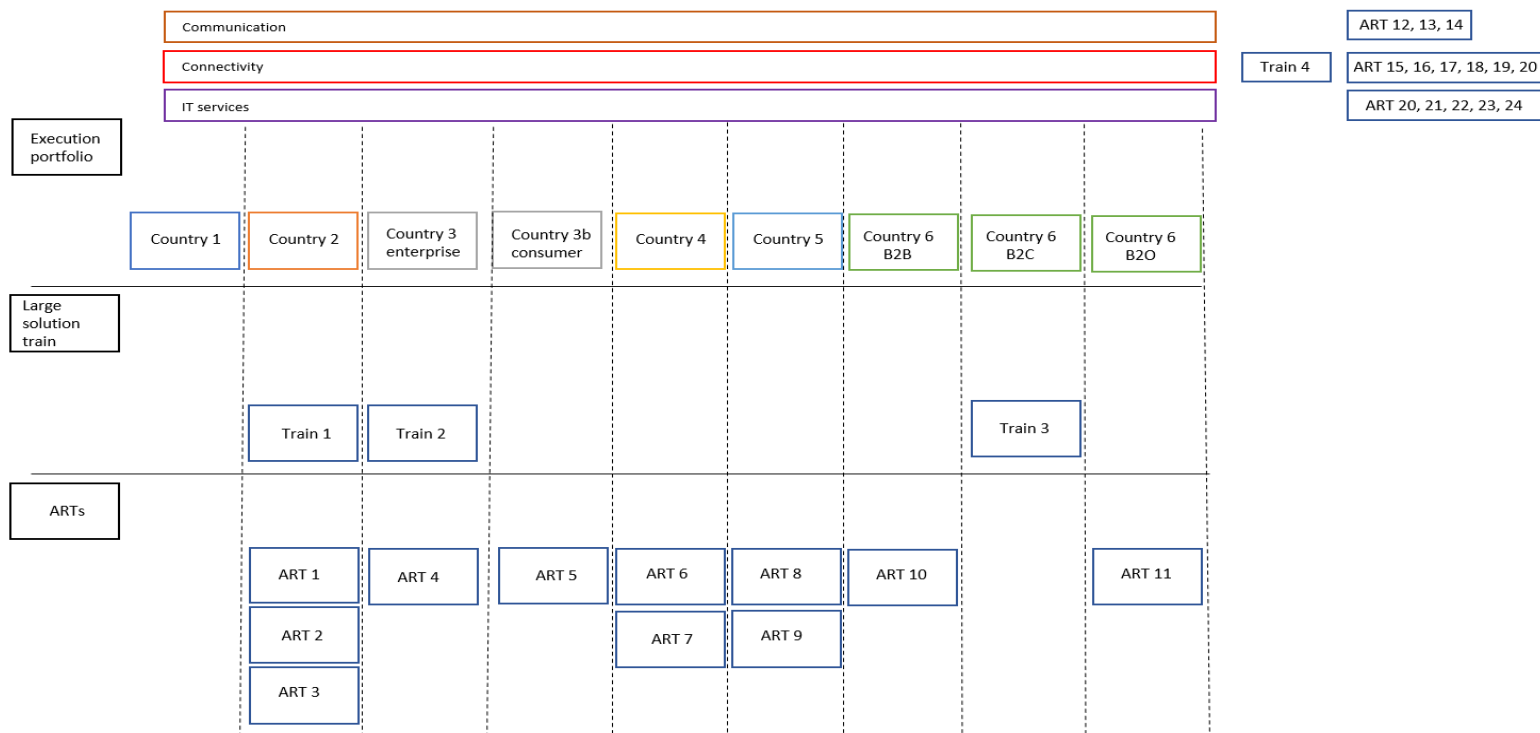 Communication
ART 12, 13, 14
Connectivity
Train 4
ART 15, 16, 17, 18, 19, 20
IT services
ART 20, 21, 22, 23, 24
Execution
portfolio
Country 1
Country 2
Country 3
enterprise
Country 3b
consumer
Country 4
Country 5
Country 6
B2B
Country 6
B2C
Country 6
B2O
Large
solution
train
Train 1
Train 2
Train 3
ARTs
ART 1
ART 4
ART 5
ART 6
ART 8
ART 10
ART 11
ART 2
ART 7
ART 9
ART 3